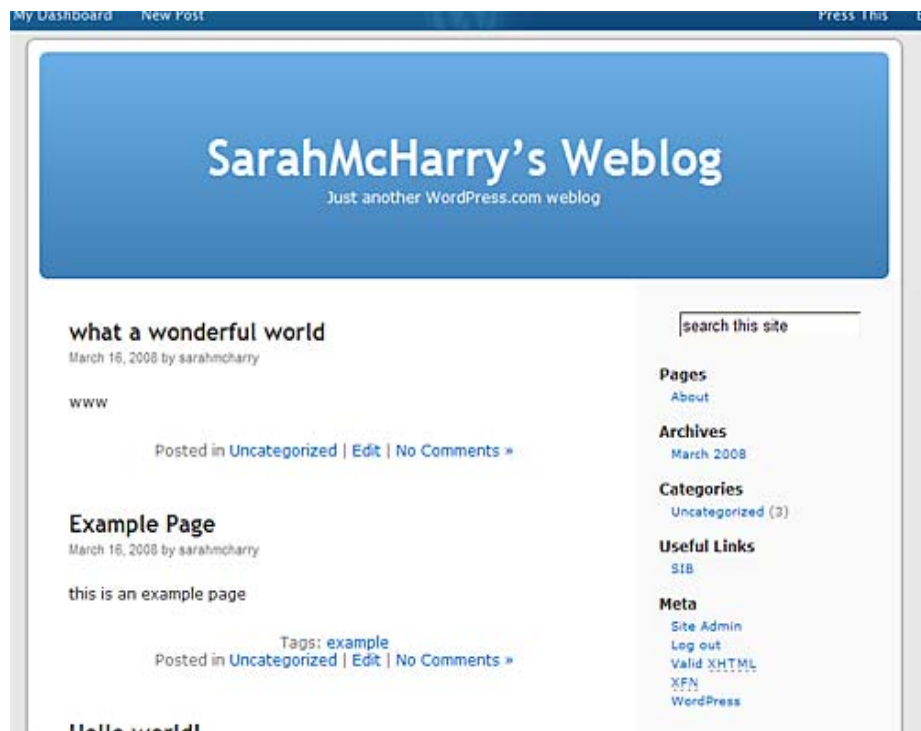 My Dashboard New Post Press This
SarahMcHarry's Weblog
Just another WordPress.com weblog
what a wonderful world
March 16, 2008 by sarahmcharry
www
Posted in Uncategorized | Edit | No Comments »
Example Page
March 16, 2008 by sarahmcharry
this is an example page
Tags: example
Posted in Uncategorized | Edit | No Comments »
Hello world!
search this site
Pages
About
Archives
March 2008
Categories
Uncategorized (3)
Useful Links
SIB
Meta
Site Admin
Log out
Valid XHTML
XFN
WordPress